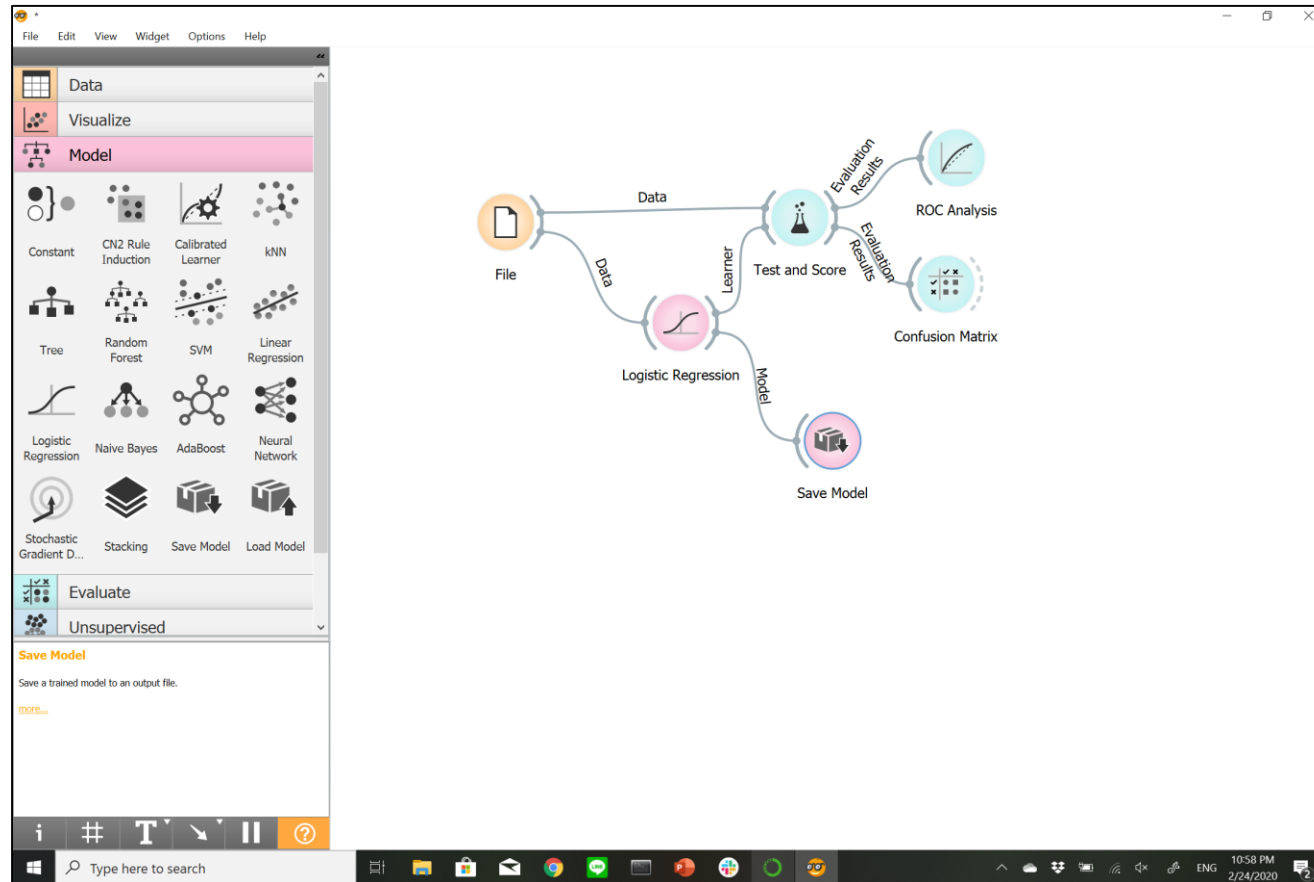 *
File Edit View Widget Options Help
Data
Visualize
Model
Constant
CN2 Rule
Induction
Calibrated
Learner
kNN
Tree
Random
Forest
SVM
Linear
Regression
Logistic
Regression
Naive Bayes
AdaBoost
Neural
Network
Stochastic
Gradient D...
Stacking
Save Model
Load Model
Evaluate
Unsupervised
Save Model
Save a trained model to an output file.
more...
File
Data
Data
Logistic Regression
Learner
Model
Test and Score
Evaluation
Results
Evaluation
Results
ROC Analysis
Confusion Matrix
Save Model
Type here to search
ENG
10:58 PM
2/24/2020
2